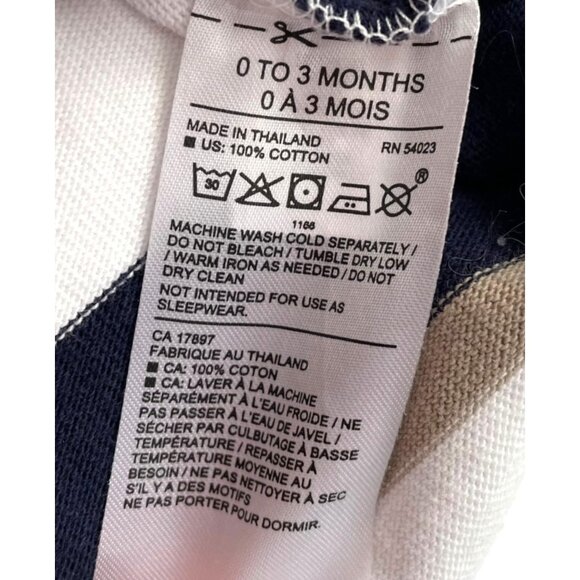 0 TO 3 MONTHS
0 À 3 MOIS
MADE IN THAILAND RN 54023
US: 100% COTTON
30 ®
1166
MACHINE WASH COLD SEPARATELY /
DO NOT BLEACH / TUMBLE DRY LOW
/ WARM IRON AS NEEDED / DO NOT
DRY CLEAN
NOT INTENDED FOR USE AS
SLEEPWEAR.
CA 17897
FABRIQUE AU THAILAND
CA: 100% COTON
CA: LAVER À LA MACHINE
SÉPARÉMENT À L'EAU FROIDE / NE
PAS PASSER À L'EAU DE JAVEL /
SÉCHER PAR CULBUTAGE À BASSE
TEMPÉRATURE / REPASSER À
TEMPÉRATURE MOYENNE AU
BESOIN / NE PAS NETTOYER À SEC
S'IL Y A DES MOTIFS
NE PAS PORTER POUR DORMIR.